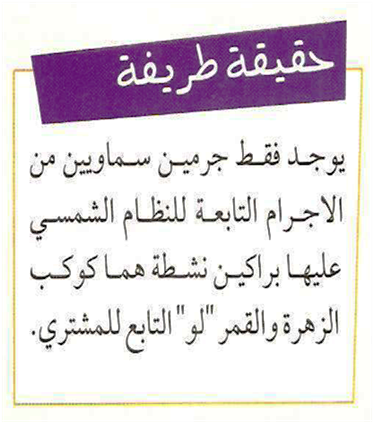 حقيقة طريفة
يوجد فقط جرمين سماويين من
الاجرام التابعة للنظام الشمسي
عليها براكين نشطة هما كوكب
الزهرة والقمر "لو" التابع للمشتري.